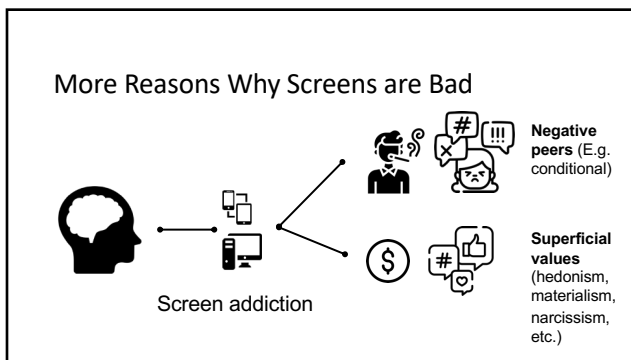 More Reasons Why Screens are Bad
#
!!!
X
Negative
peers (E.g.
conditional)
$
#
Superficial
values
(hedonism,
materialism,
narcissism,
etc.)
Screen addiction